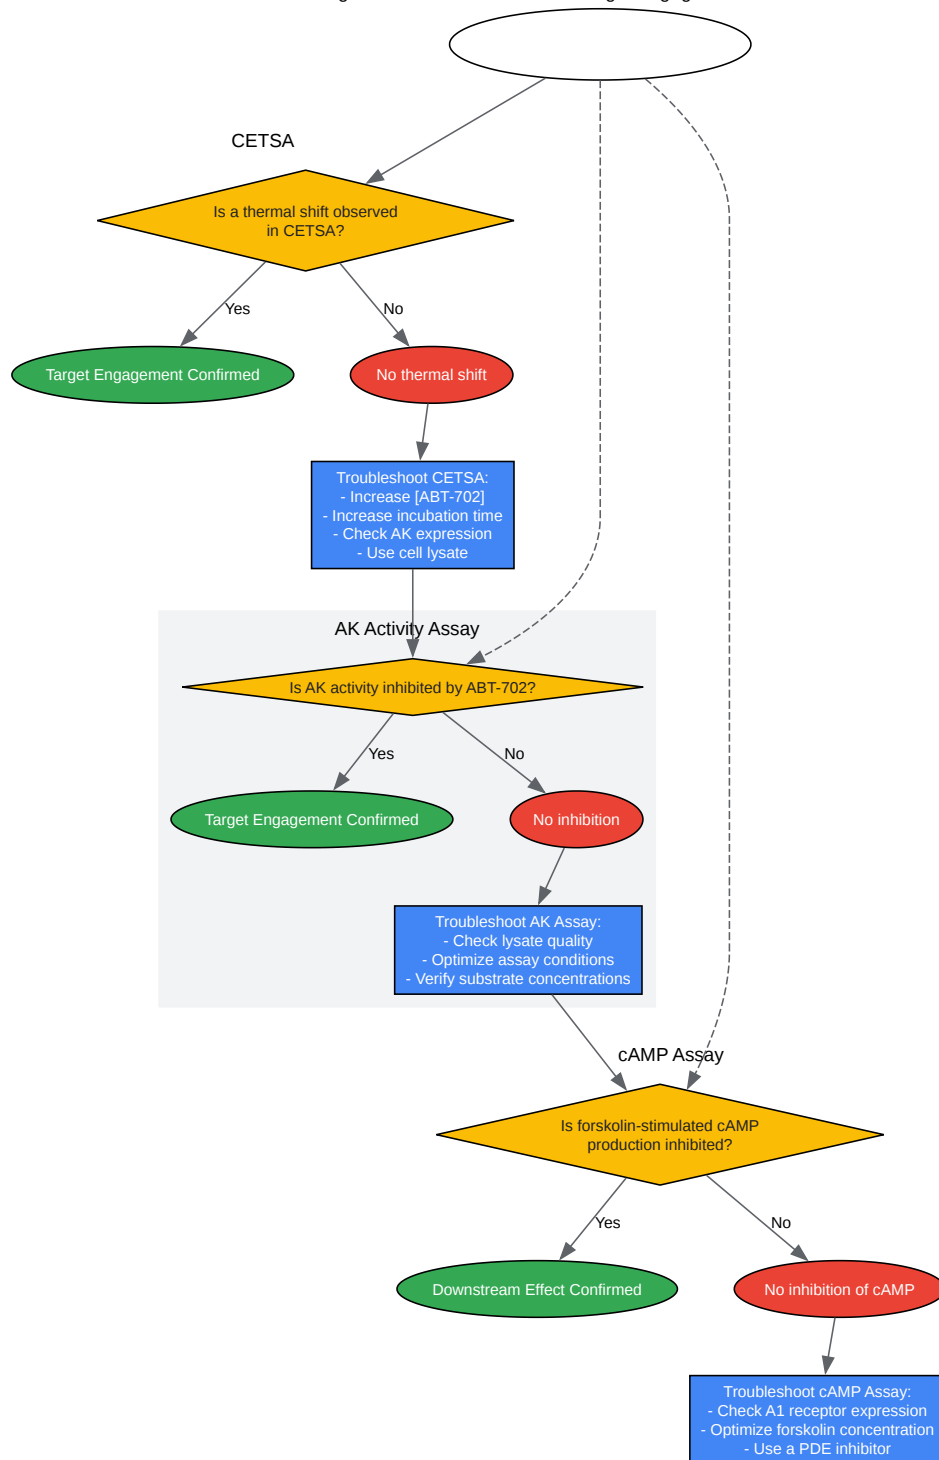 CETSA
Is a thermal shift observed
in CETSA?
Yes
No
Target Engagement Confirmed
No thermal shift
Troubleshoot CETSA:
- Increase [ABT-702]
- Increase incubation time
- Check AK expression
- Use cell lysate
AK Activity Assay
Is AK activity inhibited by ABT-702?
Yes
No
Target Engagement Confirmed
No inhibition
Troubleshoot AK Assay:
- Check lysate quality
- Optimize assay conditions
- Verify substrate concentrations
cAMP Assay
Is forskolin-stimulated cAMP
production inhibited?
Yes
No
Downstream Effect Confirmed
No inhibition of cAMP
Troubleshoot cAMP Assay:
- Check A1 receptor expression
- Optimize forskolin concentration
- Use a PDE inhibitor